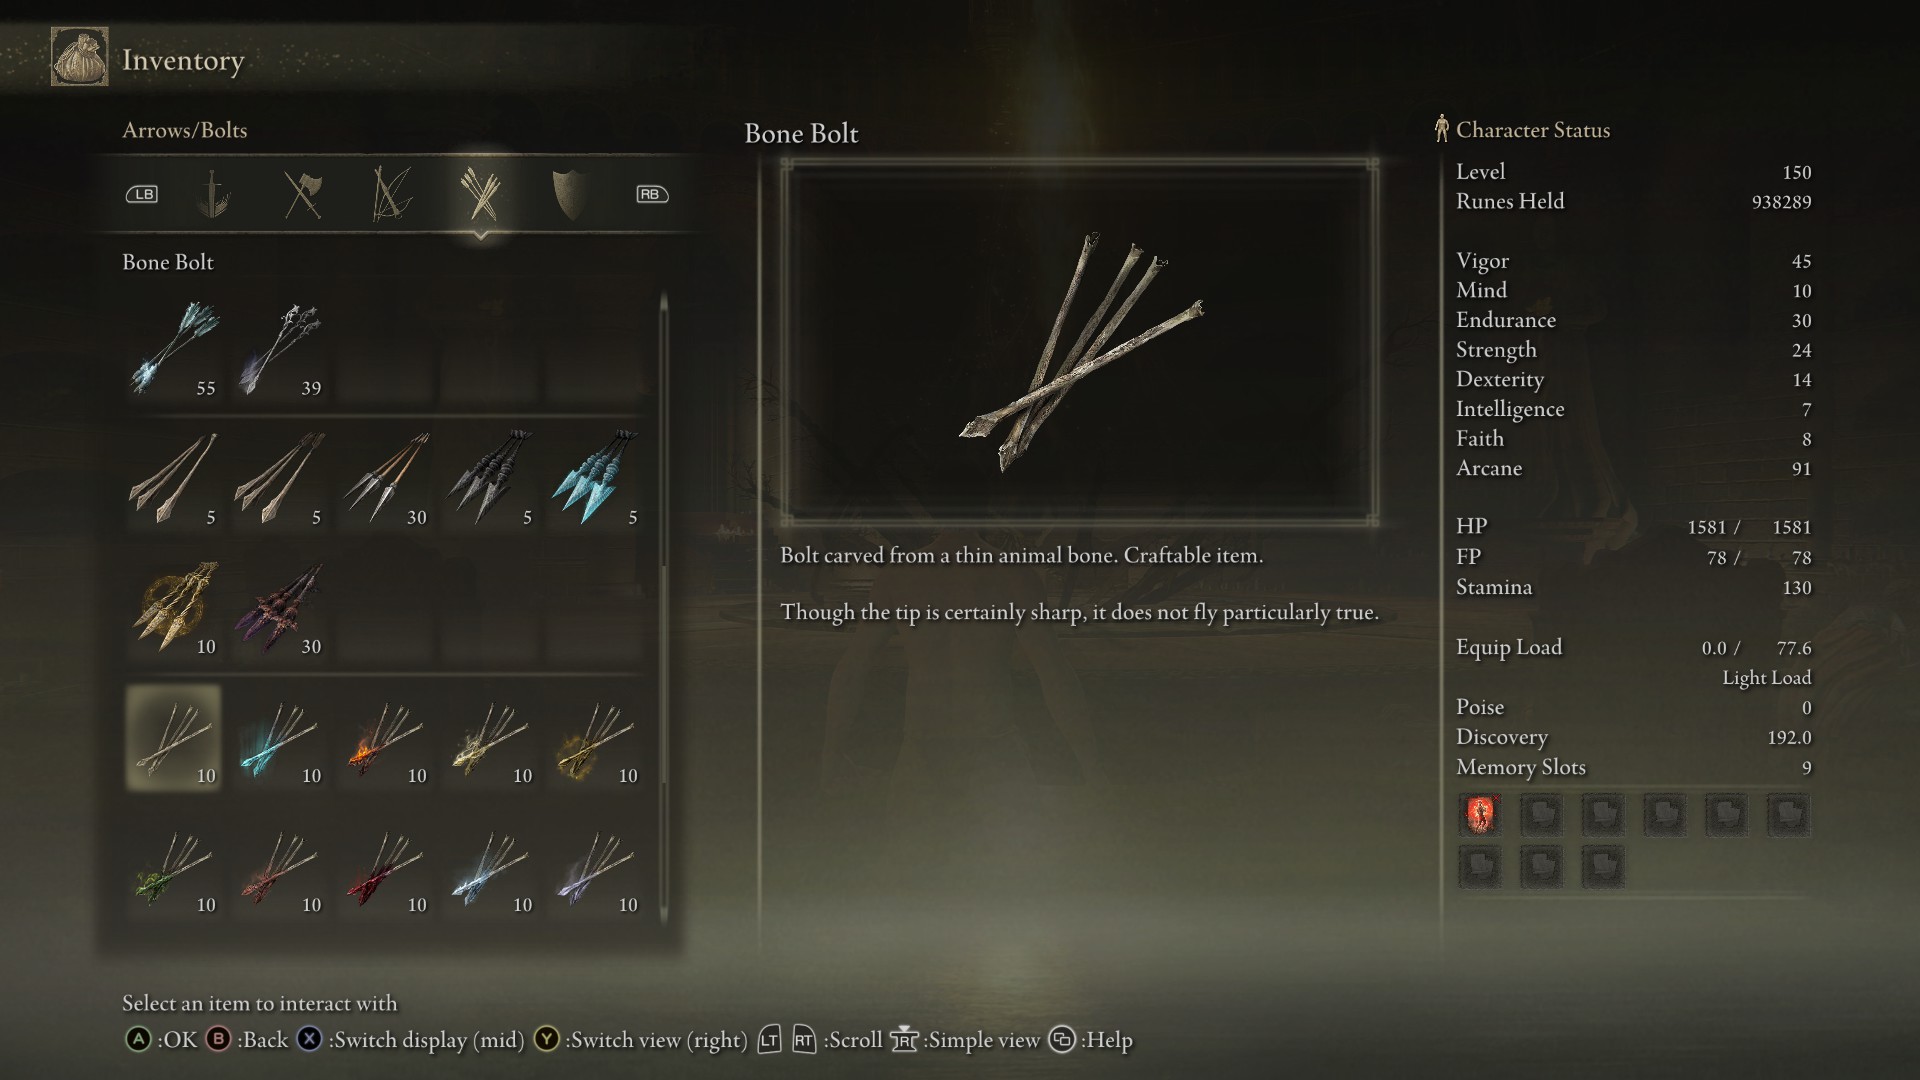 Inventory
Arrows/Bolts
LB
RB
Bone Bolt
55
39
5
5
30
5
5
10
30
10
10
10
10
10
10
10
10
10
10
Bone Bolt
Bolt carved from a thin animal bone. Craftable item.
Though the tip is certainly sharp, it does not fly particularly true.
Character Status
Level 150
Runes Held 938289
Vigor 45
Mind 10
Endurance 30
Strength 24
Dexterity 14
Intelligence 7
Faith 8
Arcane 91
HP 1581 / 1581
FP 78 / 78
Stamina 130
Equip Load 0.0 / 77.6
Light Load
Poise 0
Discovery 192.0
Memory Slots 9
Select an item to interact with
A :OK B :Back X :Switch display (mid) Y :Switch view (right) LT RT :Scroll R :Simple view :Help